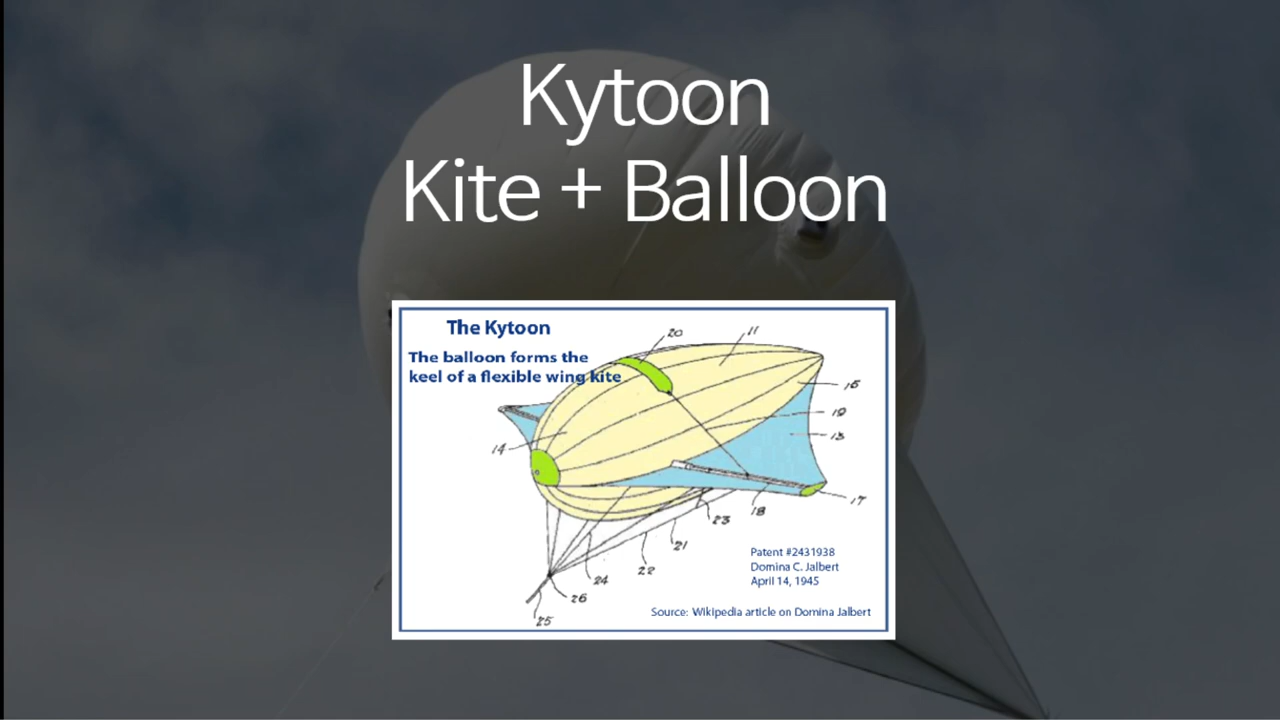 Kytoon
Kite + Balloon
The Kytoon
The balloon forms the
keel of a flexible wing kite
20
11
15
19
13
14
17
18
23
21
22
24
26
25
Patent #2431938
Domina C. Jalbert
April 14, 1945
Source: Wikipedia article on Domina Jalbert